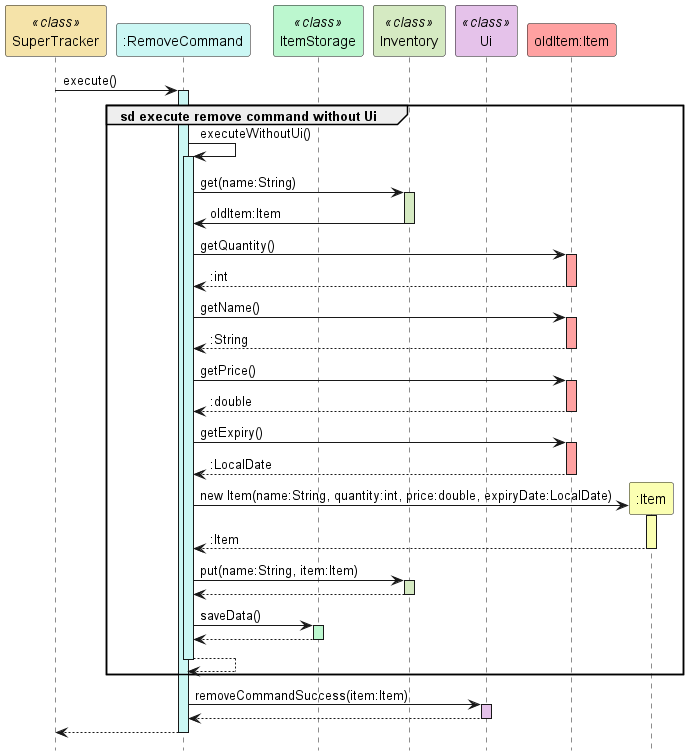 «class»
SuperTracker
:RemoveCommand
«class»
ItemStorage
«class»
Inventory
«class»
Ui
oldItem:Item
execute()
sd execute remove command without Ui
executeWithoutUi()
get(name:String)
oldItem:Item
getQuantity()
:int
getName()
:String
getPrice()
:double
getExpiry()
:LocalDate
new Item(name:String, quantity:int, price:double, expiryDate:LocalDate)
:Item
:Item
put(name:String, item:Item)
saveData()
removeCommandSuccess(item:Item)